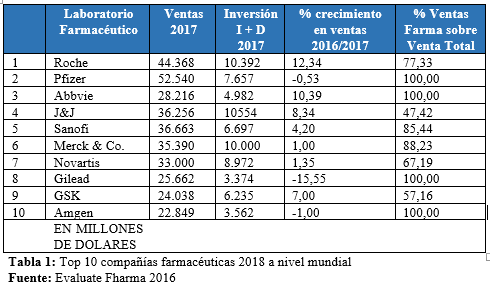 Laboratorio Farmacéutico Ventas 2017 Inversión I + D 2017 % crecimiento en ventas 2016/2017 % Ventas Farma sobre Venta Total
1 Roche 44.368 10.392 12,34 77,33
2 Pfizer 52.540 7.657 -0,53 100,00
3 Abbvie 28.216 4.982 10,39 100,00
4 J&J 36.256 10554 8,34 47,42
5 Sanofi 36.663 6.697 4,20 85,44
6 Merck & Co. 35.390 10.000 1,00 88,23
7 Novartis 33.000 8.972 1,35 67,19
8 Gilead 25.662 3.374 -15,55 100,00
9 GSK 24.038 6.235 7,00 57,16
10 Amgen 22.849 3.562 -1,00 100,00
EN MILLONES
DE DOLARES
Tabla 1: Top 10 compañías farmacéuticas 2018 a nivel mundial
Fuente: Evaluate Fharma 2016